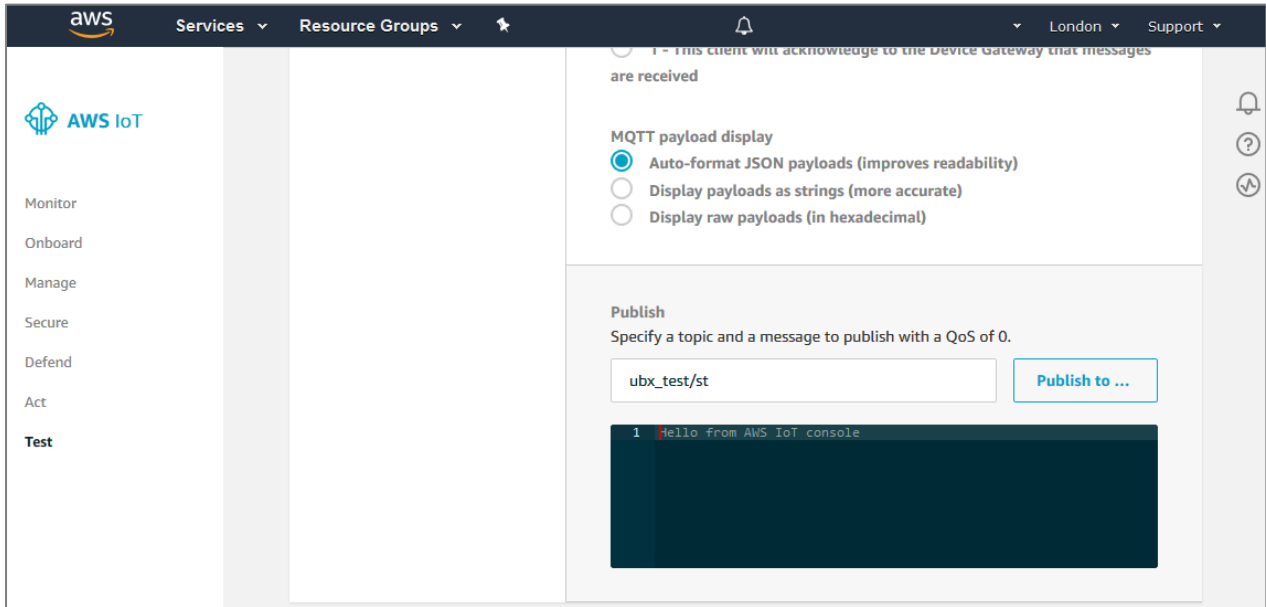 aws Services Resource Groups London Support
1 - This client will acknowledge to the Device Gateway that messages
are received
AWS IoT
MQTT payload display
Auto-format JSON payloads (improves readability)
Display payloads as strings (more accurate)
Display raw payloads (in hexadecimal)
Monitor
Onboard
Manage
Secure
Defend
Act
Test
Publish
Specify a topic and a message to publish with a QoS of 0.
ubx_test/st
Publish to ...
1 Hello from AWS IoT console